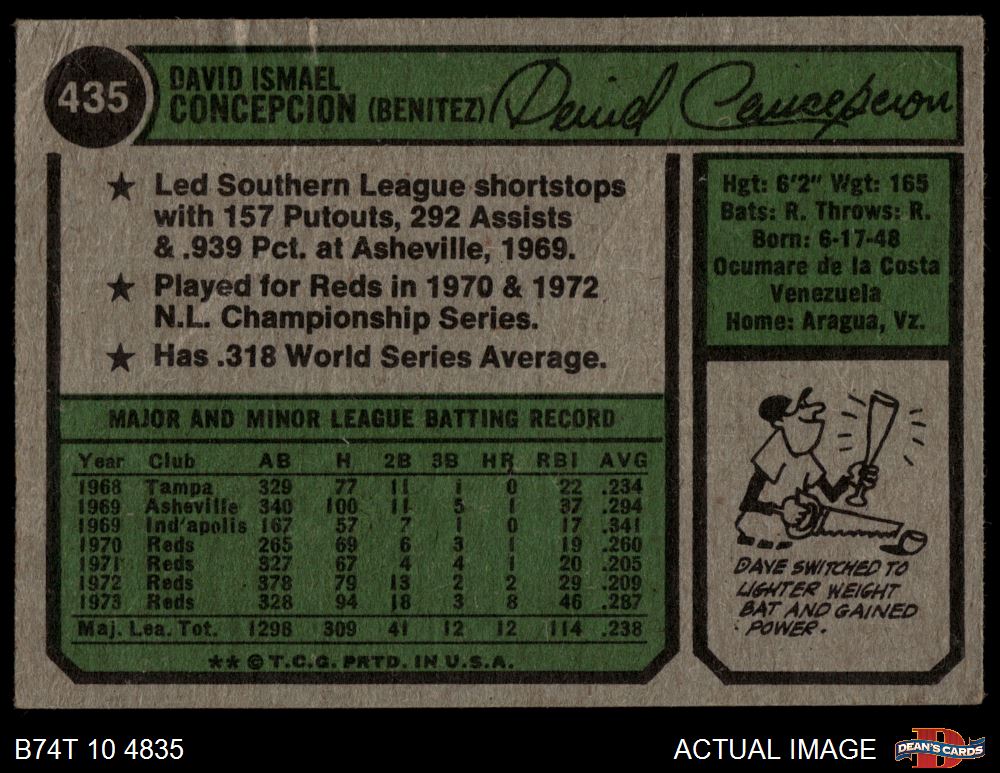 435
DAVID ISMAEL
CONCEPCION (BENITEZ)
David Concepcion
★ Led Southern League shortstops
with 157 Putouts, 292 Assists
& .939 Pct. at Asheville, 1969.
★ Played for Reds in 1970 & 1972
N.L. Championship Series.
★ Has .318 World Series Average.
Hgt: 6'2" Wgt: 165
Bats: R. Throws: R.
Born: 6-17-48
Ocumare de la Costa
Venezuela
Home: Aragua, Vz.
MAJOR AND MINOR LEAGUE BATTING RECORD
Year Club AB H 2B 3B HR RBI AVG
1968 Tampa 329 77 11 1 0 22 .234
1969 Asheville 340 100 11 5 1 37 .294
1969 Ind'apolis 167 57 7 1 0 17 .341
1970 Reds 265 69 6 3 1 19 .260
1971 Reds 327 67 4 4 1 20 .205
1972 Reds 378 79 13 2 2 29 .209
1973 Reds 328 94 18 3 8 46 .287
Maj. Lea. Tot. 1298 309 41 12 12 114 .238
** © T.C.G. PRTD. IN U.S.A.
DAVE SWITCHED TO
LIGHTER WEIGHT
BAT AND GAINED
POWER.
B74T 10 4835
ACTUAL IMAGE
D
DEAN'S CARDS